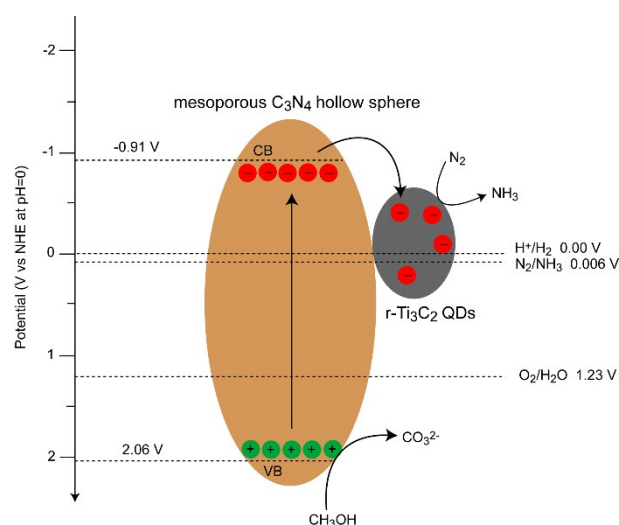 mesoporous C₃N₄ hollow sphere
Potential (V vs NHE at pH=0)
-2
-1
0
1
2
-0.91 V
CB
N₂
NH₃
H⁺/H₂ 0.00 V
N₂/NH₃ 0.006 V
r-Ti₃C₂ QDs
O₂/H₂O 1.23 V
2.06 V
VB
CO₃²⁻
CH₃OH